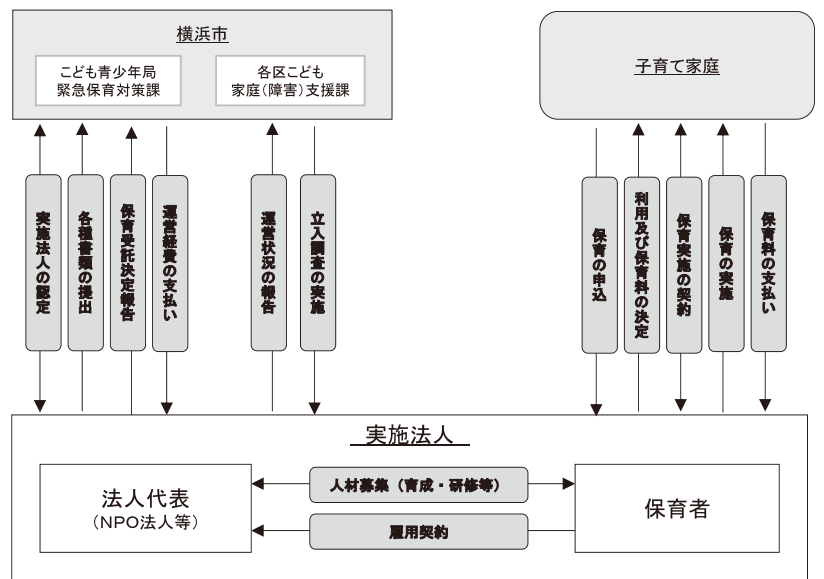 横浜市
こども青少年局
緊急保育対策課
各区こども
家庭（障害）支援課
子育て家庭
実施法人の認定
各種書類の提出
保育受託決定報告
運営経費の支払い
運営状況の報告
立入調査の実施
保育の申込
利用及び保育料の決定
保育実施の契約
保育の実施
保育料の支払い
実施法人
法人代表
（NPO法人等）
人材募集（育成・研修等）
雇用契約
保育者